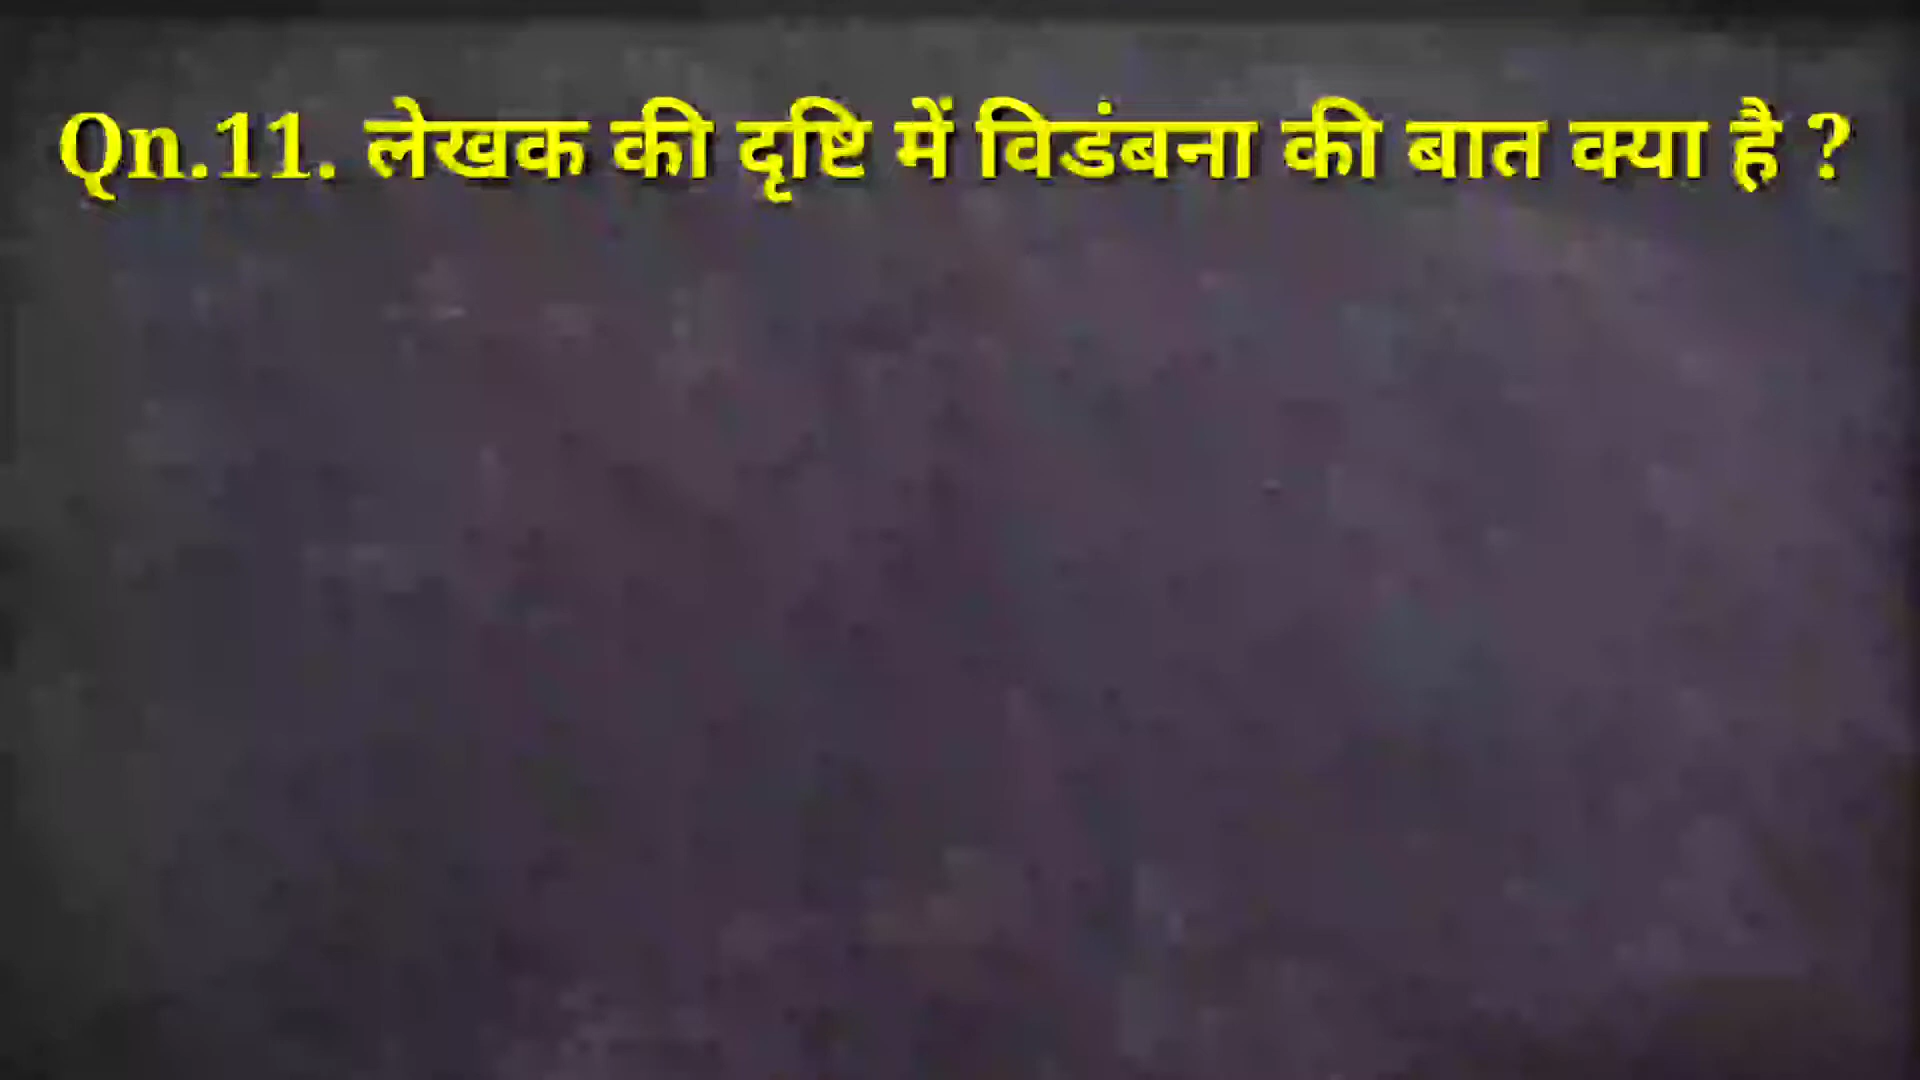 Qn.11. लेखक की दृष्टि में विडंबना की बात क्या है ?